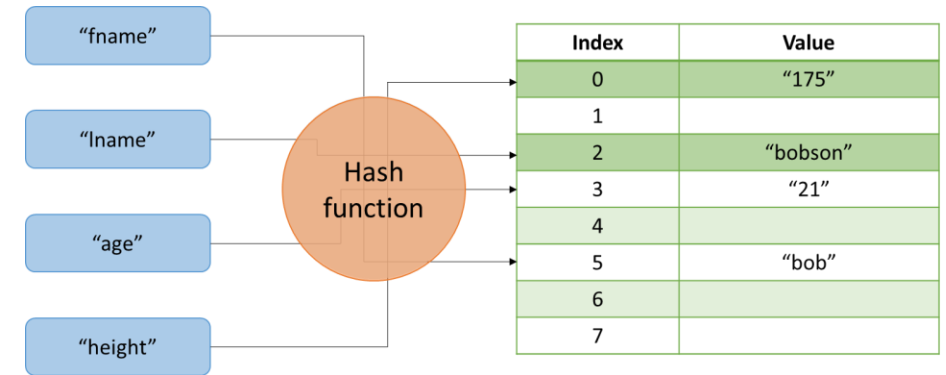 “fname”
“lname”
“age”
“height”
Hash
function
Index Value
0 “175”
1
2 “bobson”
3 “21”
4
5 “bob”
6
7